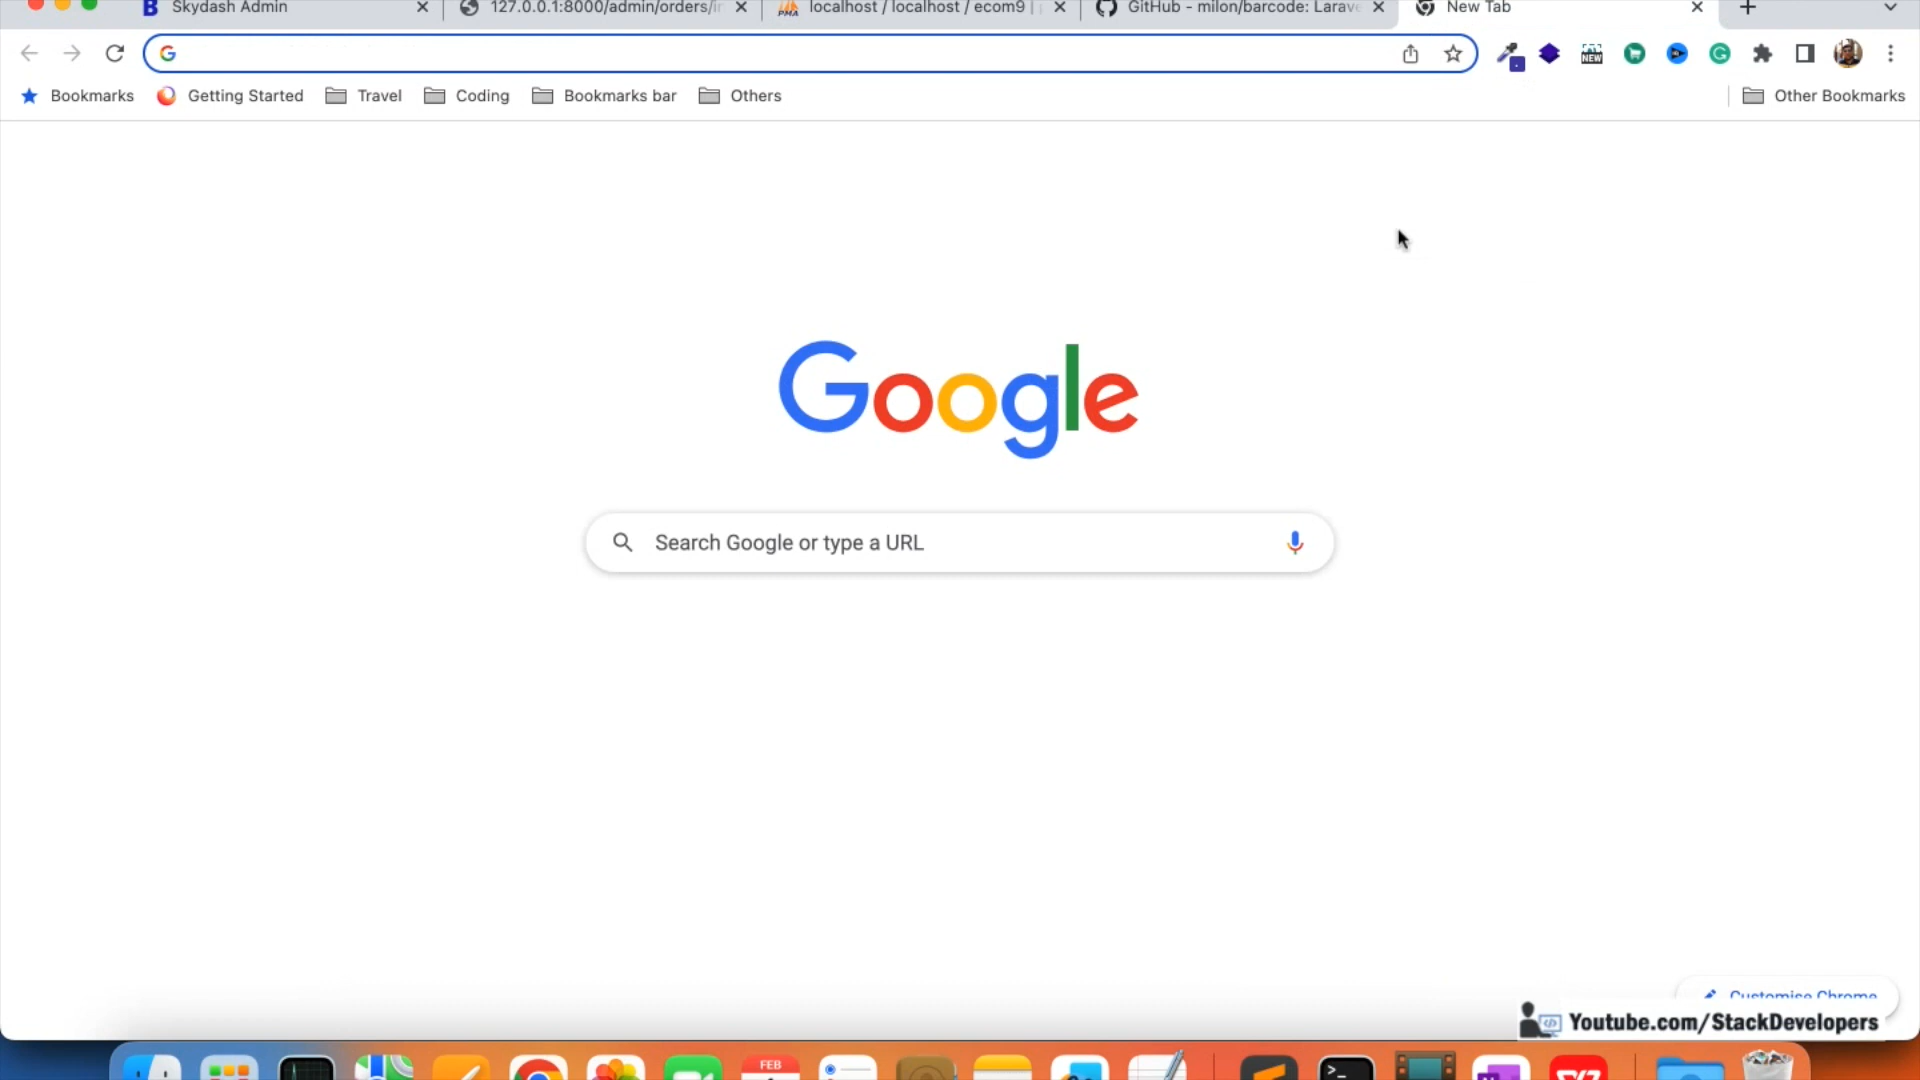 Skydash Admin
127.0.0.1:8000/admin/orders/in
localhost / localhost / ecom9 |
GitHub - milon/barcode: Larave
New Tab
NEW
Bookmarks
Getting Started
Travel
Coding
Bookmarks bar
Others
Other Bookmarks
Google
Search Google or type a URL
Customise Chrome
Youtube.com/StackDevelopers
FEB